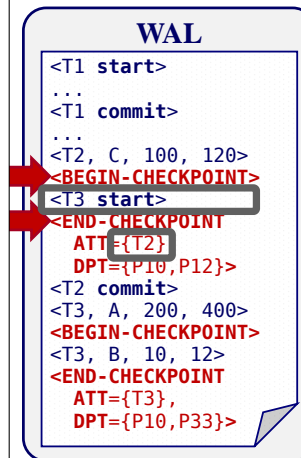 WAL
<T1 start>
...
<T1 commit>
...
<T2, C, 100, 120>
<BEGIN-CHECKPOINT>
<T3 start>
<END-CHECKPOINT
ATT={T2}
DPT={P10,P12}>
<T2 commit>
<T3, A, 200, 400>
<BEGIN-CHECKPOINT>
<T3, B, 10, 12>
<END-CHECKPOINT
ATT={T3},
DPT={P10,P33}>